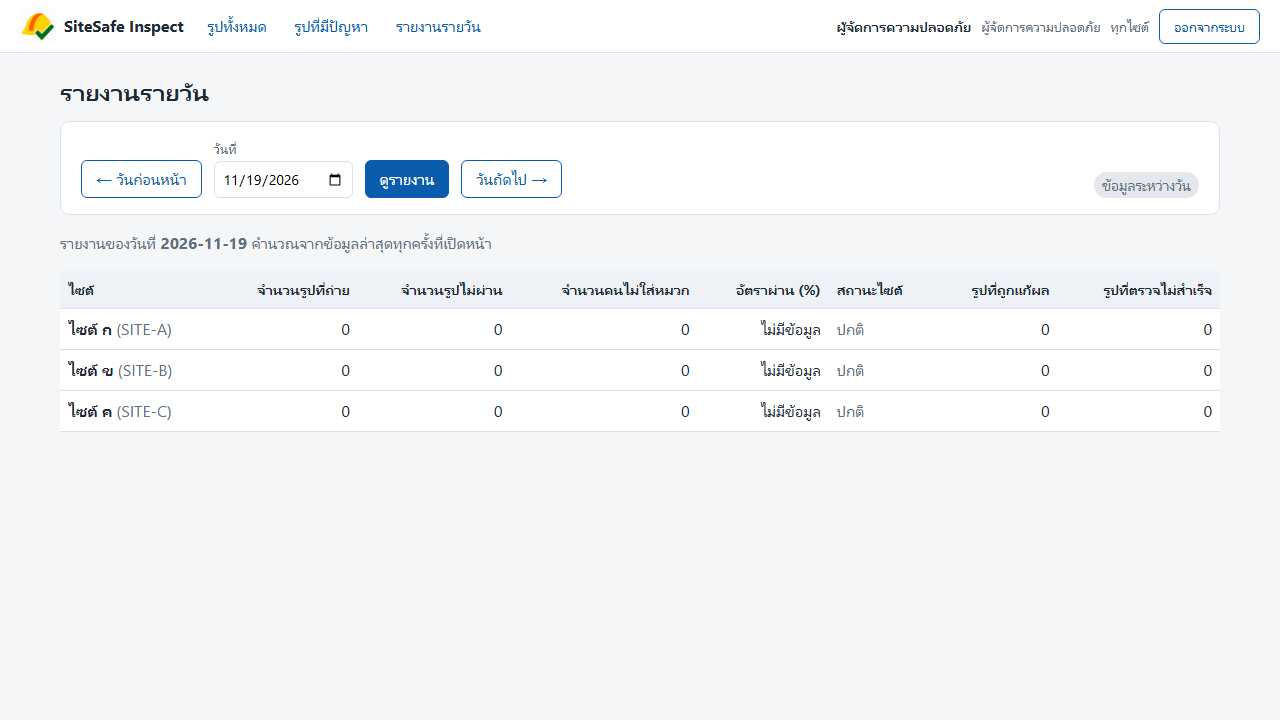 SiteSafe Inspect รูปทั้งหมด รูปที่มีปัญหา รายงานรายวัน ผู้จัดการความปลอดภัย ผู้จัดการความปลอดภัย ทุกไซต์ ออกจากระบบ
รายงานรายวัน
วันที่
← วันก่อนหน้า 11/19/2026 ดูรายงาน วันถัดไป → ข้อมูลระหว่างวัน
รายงานของวันที่ 2026-11-19 คำนวณจากข้อมูลล่าสุดทุกครั้งที่เปิดหน้า
ไซต์ จำนวนรูปที่ถ่าย จำนวนรูปไม่ผ่าน จำนวนคนไม่ใส่หมวก อัตราผ่าน (%) สถานะไซต์ รูปที่ถูกแก้ผล รูปที่ตรวจไม่สำเร็จ
ไซต์ ก (SITE-A) 0 0 0 ไม่มีข้อมูล ปกติ 0 0
ไซต์ ข (SITE-B) 0 0 0 ไม่มีข้อมูล ปกติ 0 0
ไซต์ ค (SITE-C) 0 0 0 ไม่มีข้อมูล ปกติ 0 0